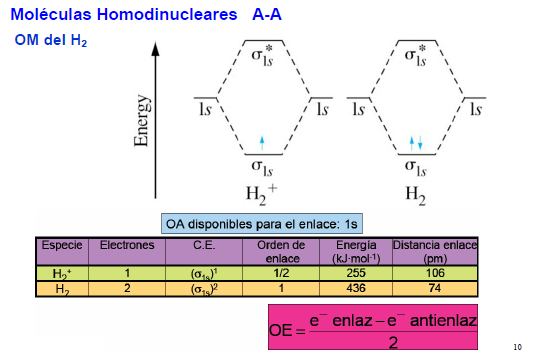 Moléculas Homodinucleares A-A
OM del H₂
Energy
σ*1s
1s 1s
σ1s
H₂⁺
σ*1s
1s 1s
σ1s
H₂
OA disponibles para el enlace: 1s
Especie Electrones C.E. Orden de enlace Energía (kJ·mol⁻¹) Distancia enlace (pm)
H₂⁺ 1 (σ1s)¹ 1/2 255 106
H₂ 2 (σ1s)² 1 436 74
OE = (e⁻ enlaz – e⁻ antienlaz) / 2
10